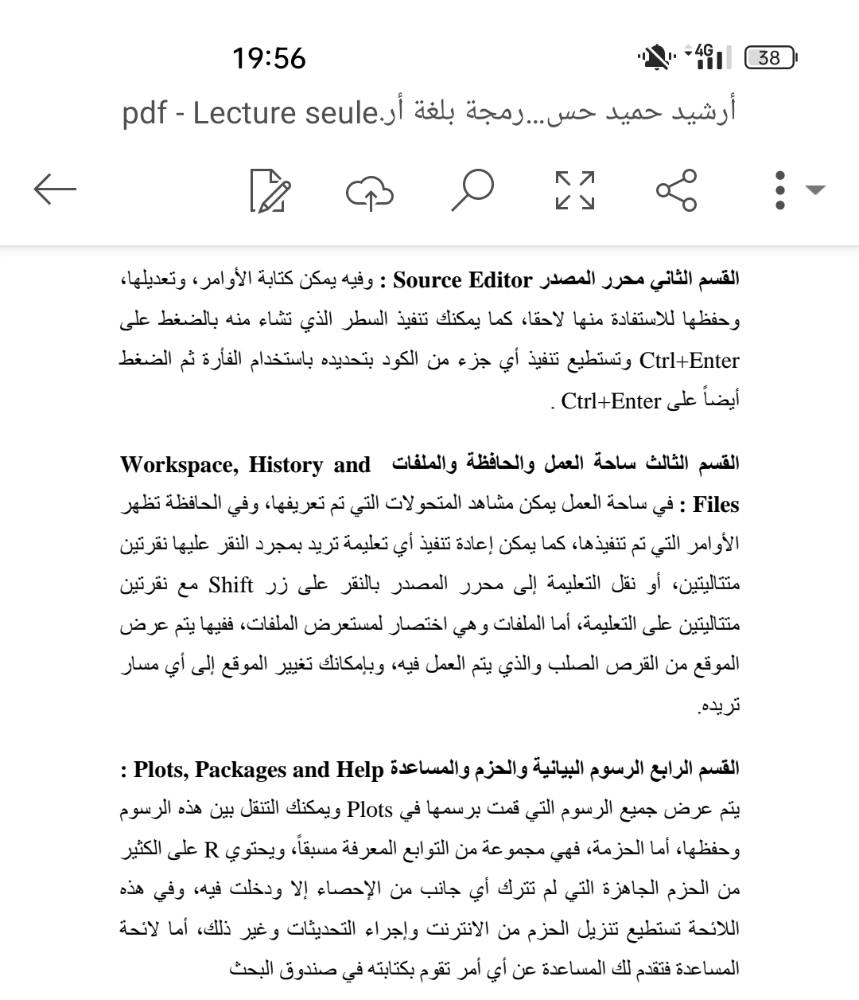 19:56
4G
38
أرشيد حميد حس...رمجة بلغة أر.pdf - Lecture seule
القسم الثاني محرر المصدر Source Editor : وفيه يمكن كتابة الأوامر، وتعديلها،
وحفظها للاستفادة منها لاحقا، كما يمكنك تنفيذ السطر الذي تشاء منه بالضغط على
Ctrl+Enter وتستطيع تنفيذ أي جزء من الكود بتحديده باستخدام الفأرة ثم الضغط
أيضاً على Ctrl+Enter .
القسم الثالث ساحة العمل والحافظة والملفات Workspace, History and
Files : في ساحة العمل يمكن مشاهد المتحولات التي تم تعريفها، وفي الحافظة تظهر
الأوامر التي تم تنفيذها، كما يمكن إعادة تنفيذ أي تعليمة تريد بمجرد النقر عليها نقرتين
متتاليتين، أو نقل التعليمة إلى محرر المصدر بالنقر على زر Shift مع نقرتين
متتاليتين على التعليمة، أما الملفات وهي اختصار لمستعرض الملفات، ففيها يتم عرض
الموقع من القرص الصلب والذي يتم العمل فيه، وبإمكانك تغيير الموقع إلى أي مسار
تريده.
القسم الرابع الرسوم البيانية والحزم والمساعدة Plots, Packages and Help :
يتم عرض جميع الرسوم التي قمت برسمها في Plots ويمكنك التنقل بين هذه الرسوم
وحفظها، أما الحزمة، فهي مجموعة من التوابع المعرفة مسبقاً، ويحتوي R على الكثير
من الحزم الجاهزة التي لم تترك أي جانب من الإحصاء إلا ودخلت فيه، وفي هذه
اللائحة تستطيع تنزيل الحزم من الانترنت وإجراء التحديثات وغير ذلك، أما لائحة
المساعدة فتقدم لك المساعدة عن أي أمر تقوم بكتابته في صندوق البحث